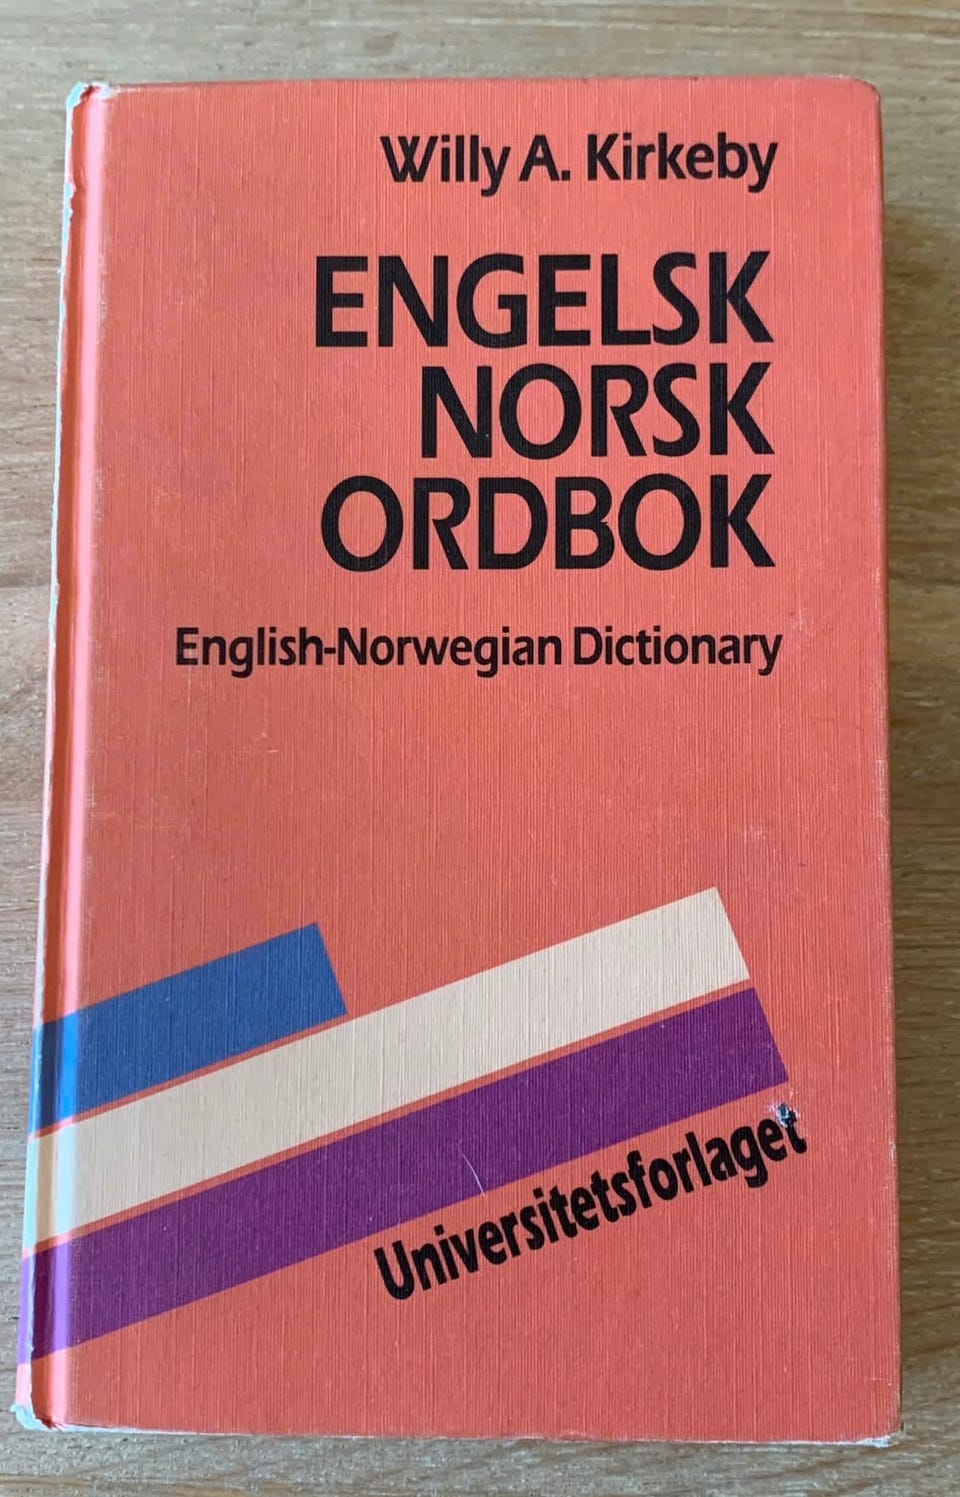 Willy A. Kirkeby
ENGELSK
NORSK
ORDBOK
English-Norwegian Dictionary
Universitetsforlaget